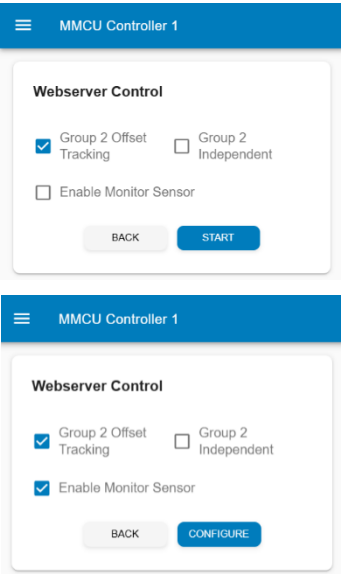 MMCU Controller 1
Webserver Control
Group 2 Offset
Tracking
Group 2
Independent
Enable Monitor Sensor
BACK
START
MMCU Controller 1
Webserver Control
Group 2 Offset
Tracking
Group 2
Independent
Enable Monitor Sensor
BACK
CONFIGURE